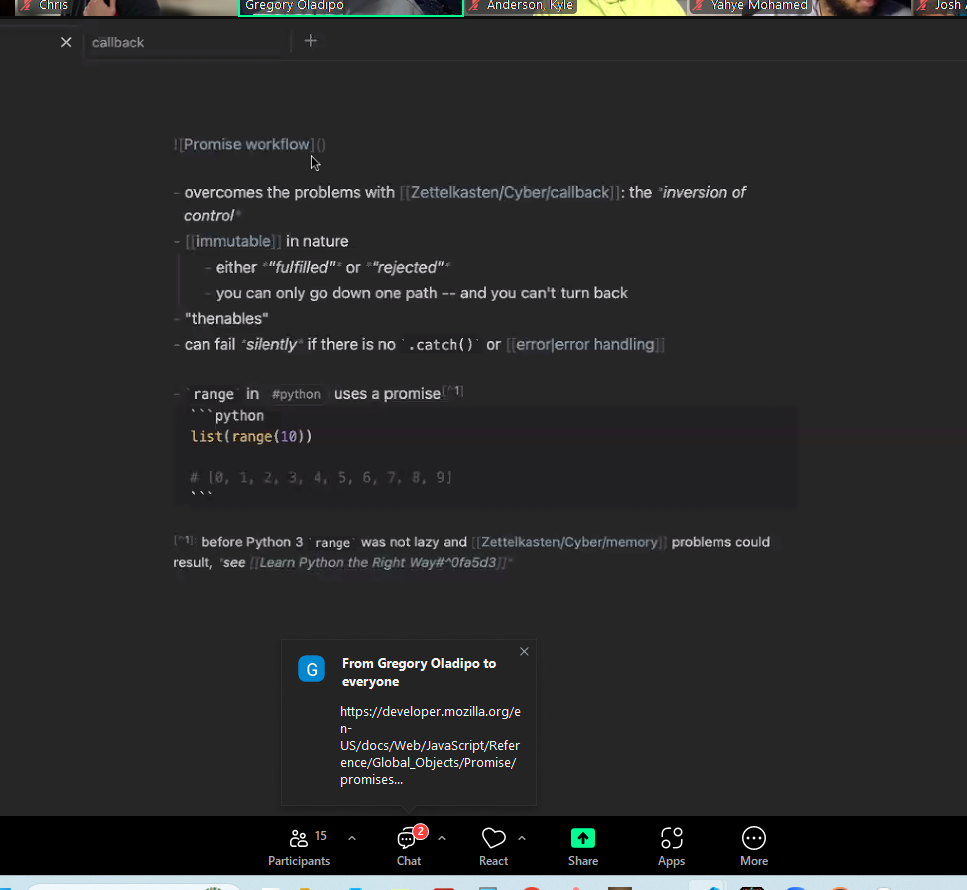 Chris
Gregory Oladipo
Anderson, Kyle
Yahye Mohamed
Josh
callback
![Promise workflow]()
- overcomes the problems with [[Zettelkasten/Cyber/callback]]: the *inversion of
control*
- [[immutable]] in nature
- either *"fulfilled"* or *"rejected"*
- you can only go down one path -- and you can't turn back
- "thenables"
- can fail *silently* if there is no `.catch()` or [[error|error handling]]
- `range` in #python uses a promise[^1]
```python
list(range(10))
# [0, 1, 2, 3, 4, 5, 6, 7, 8, 9]
```
[^1] before Python 3 `range` was not lazy and [[Zettelkasten/Cyber/memory]] problems could
result, *see [[Learn Python the Right Way#^0fa5d3]]*
G
From Gregory Oladipo to
everyone
https://developer.mozilla.org/e
n-
US/docs/Web/JavaScript/Refer
ence/Global_Objects/Promise/
promises...
15
2
Participants
Chat
React
Share
Apps
More